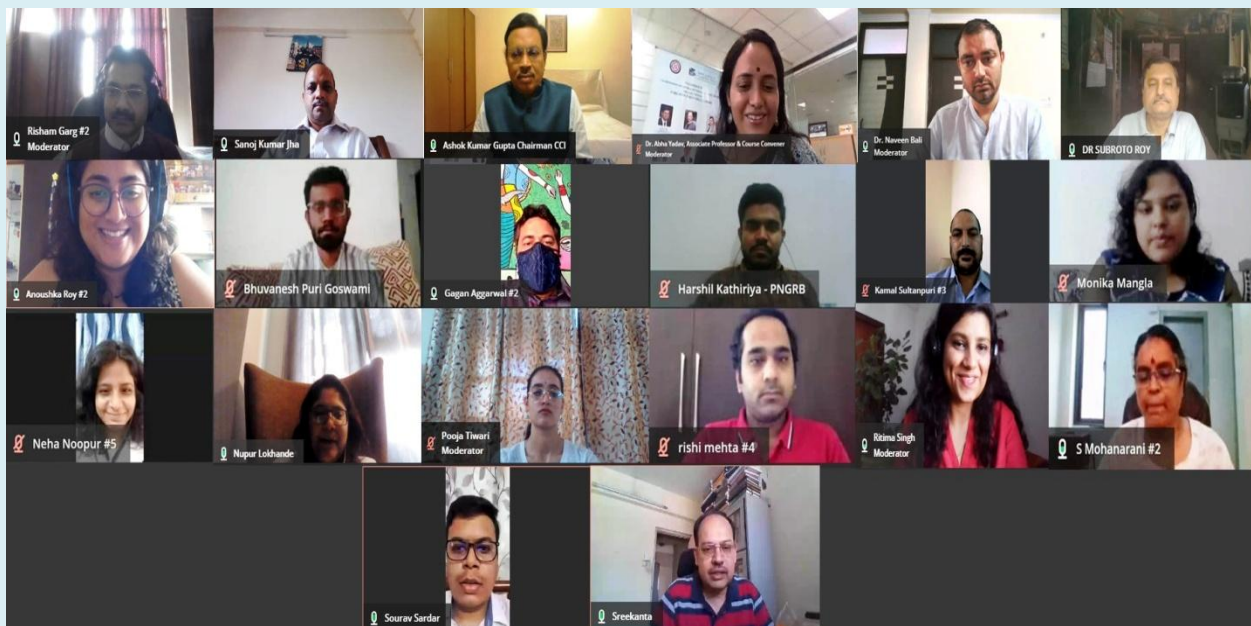 Risham Garg #2
Moderator
Sanoj Kumar Jha
Ashok Kumar Gupta Chairman CCI
Dr. Abha Yadav, Associate Professor & Course Convener
Moderator
Dr. Naveen Bali
Moderator
DR SUBROTO ROY
Anoushka Roy #2
Bhuvanesh Puri Goswami
Gagan Aggarwal #2
Harshil Kathiriya - PNGRB
Kamal Sultanpuri #3
Monika Mangla
Neha Noopur #5
Nupur Lokhande
Pooja Tiwari
Moderator
rishi mehta #4
Ritima Singh
Moderator
S Mohanarani #2
Sourav Sardar
Sreekanta